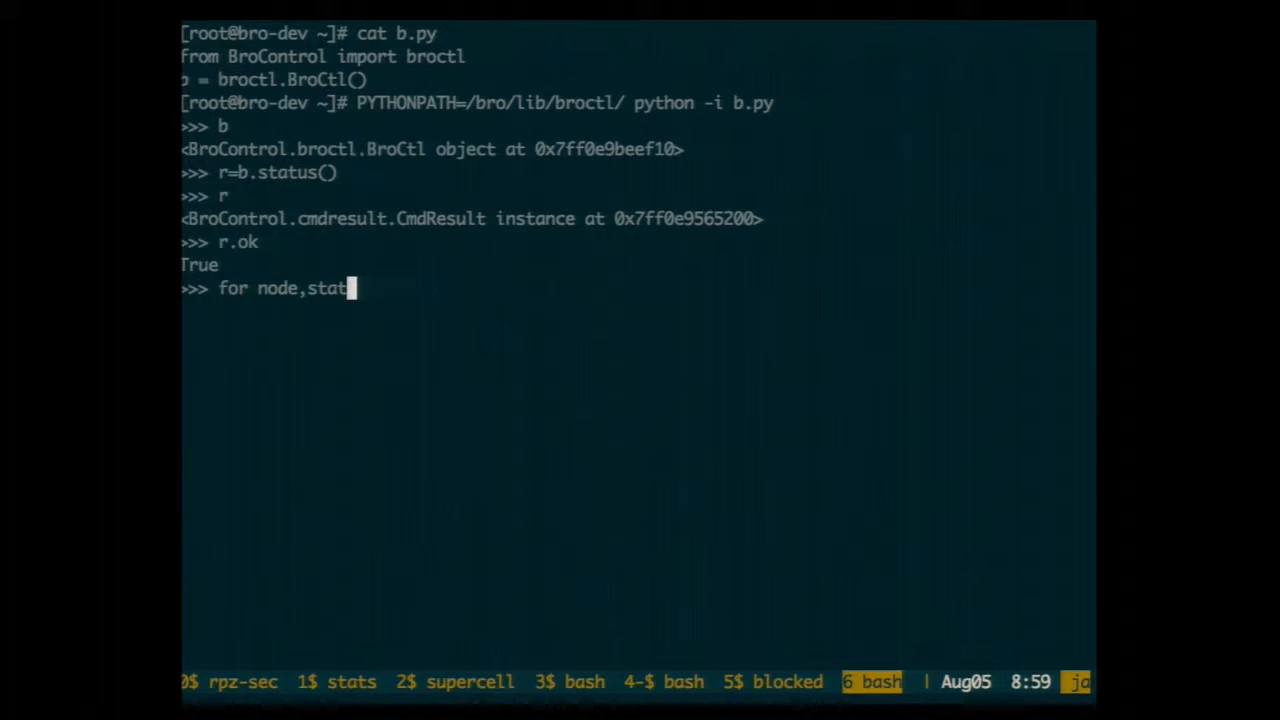 [root@bro-dev ~]# cat b.py
from BroControl import broctl
b = broctl.BroCtl()
[root@bro-dev ~]# PYTHONPATH=/bro/lib/broctl/ python -i b.py
>>> b
<BroControl.broctl.BroCtl object at 0x7ff0e9beef10>
>>> r=b.status()
>>> r
<BroControl.cmdresult.CmdResult instance at 0x7ff0e9565200>
>>> r.ok
True
>>> for node,stat
0$ rpz-sec 1$ stats 2$ supercell 3$ bash 4-$ bash 5$ blocked 6 bash | Aug05 8:59 ja